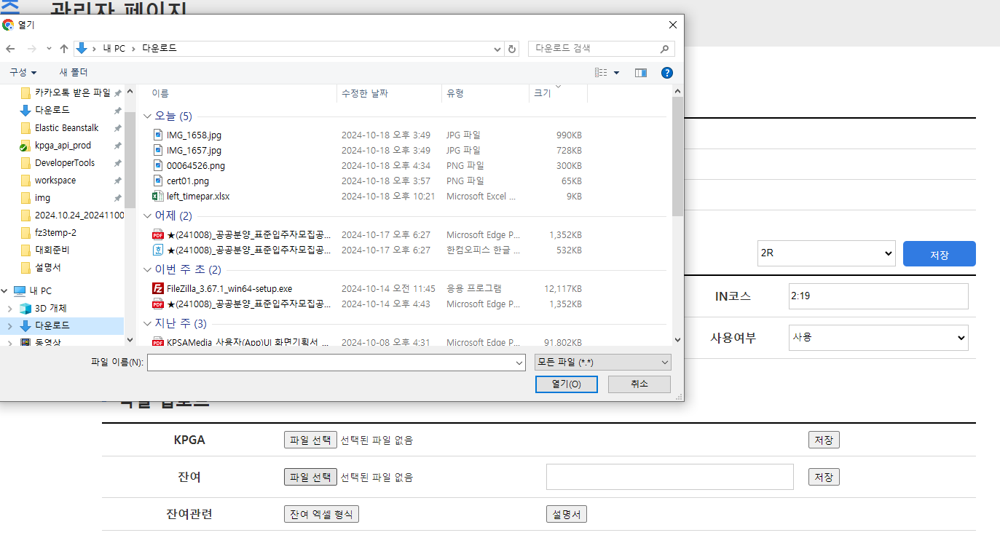 관리자 페이지
열기
내 PC > 다운로드
다운로드 검색
구성
새 폴더
카카오톡 받은 파일
다운로드
Elastic Beanstalk
kpga_api_prod
DeveloperTools
workspace
img
2024.10.24_20241100
fz3temp-2
대회준비
설명서
내 PC
3D 개체
다운로드
동영상
이름 수정한 날짜 유형 크기
오늘 (5)
IMG_1658.jpg 2024-10-18 오후 3:49 JPG 파일 990KB
IMG_1657.jpg 2024-10-18 오후 3:49 JPG 파일 728KB
00064526.png 2024-10-18 오후 4:34 PNG 파일 300KB
cert01.png 2024-10-18 오후 3:57 PNG 파일 65KB
left_timepar.xlsx 2024-10-18 오후 10:21 Microsoft Excel ... 9KB
어제 (2)
PDF ★(241008)_공공분양_표준입주자모집공... 2024-10-17 오후 6:27 Microsoft Edge P... 1,352KB
★(241008)_공공분양_표준입주자모집공... 2024-10-17 오후 6:27 한컴오피스 한글 ... 532KB
이번 주 초 (2)
FileZilla_3.67.1_win64-setup.exe 2024-10-14 오전 11:45 응용 프로그램 12,117KB
PDF ★(241008)_공공분양_표준입주자모집공... 2024-10-14 오후 4:43 Microsoft Edge P... 1,352KB
지난 주 (3)
PDF KPSAMedia_사용자(App)UI 화면기획서_... 2024-10-08 오후 4:31 Microsoft Edge P... 91,802KB
파일 이름(N):
모든 파일 (*.*)
열기(O)
취소
2R
저장
IN코스
2:19
사용여부
사용
엑셀 업로드
KPGA 파일 선택 선택된 파일 없음 저장
잔여 파일 선택 선택된 파일 없음 저장
잔여관련 잔여 엑셀 형식 설명서